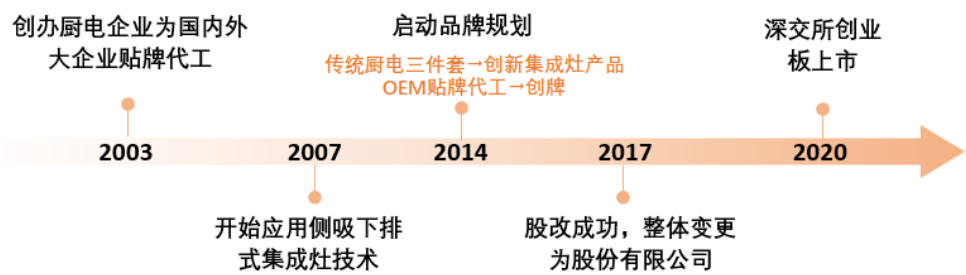 创办厨电企业为国内外
大企业贴牌代工
启动品牌规划
传统厨电三件套→创新集成灶产品
OEM贴牌代工→创牌
深交所创业
板上市
2003
2007
2014
2017
2020
开始应用侧吸下排
式集成灶技术
股改成功，整体变更
为股份有限公司